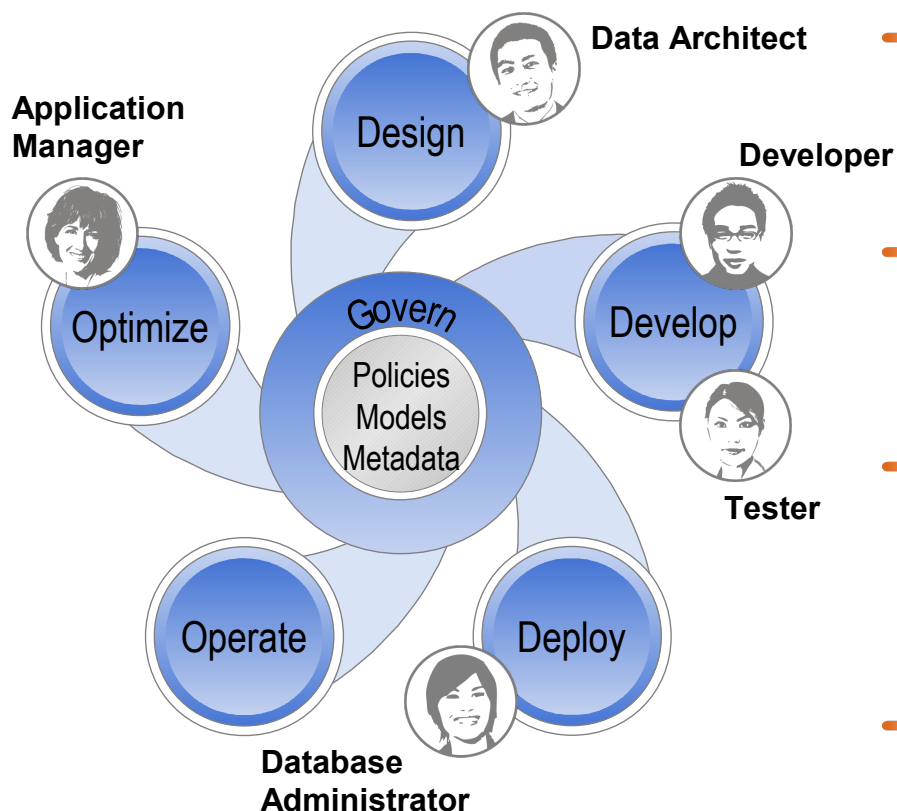 Data Architect
Application
Manager
Design
Developer
Optimize
Govern
Develop
Policies
Models
Metadata
Tester
Operate
Deploy
Database
Administrator